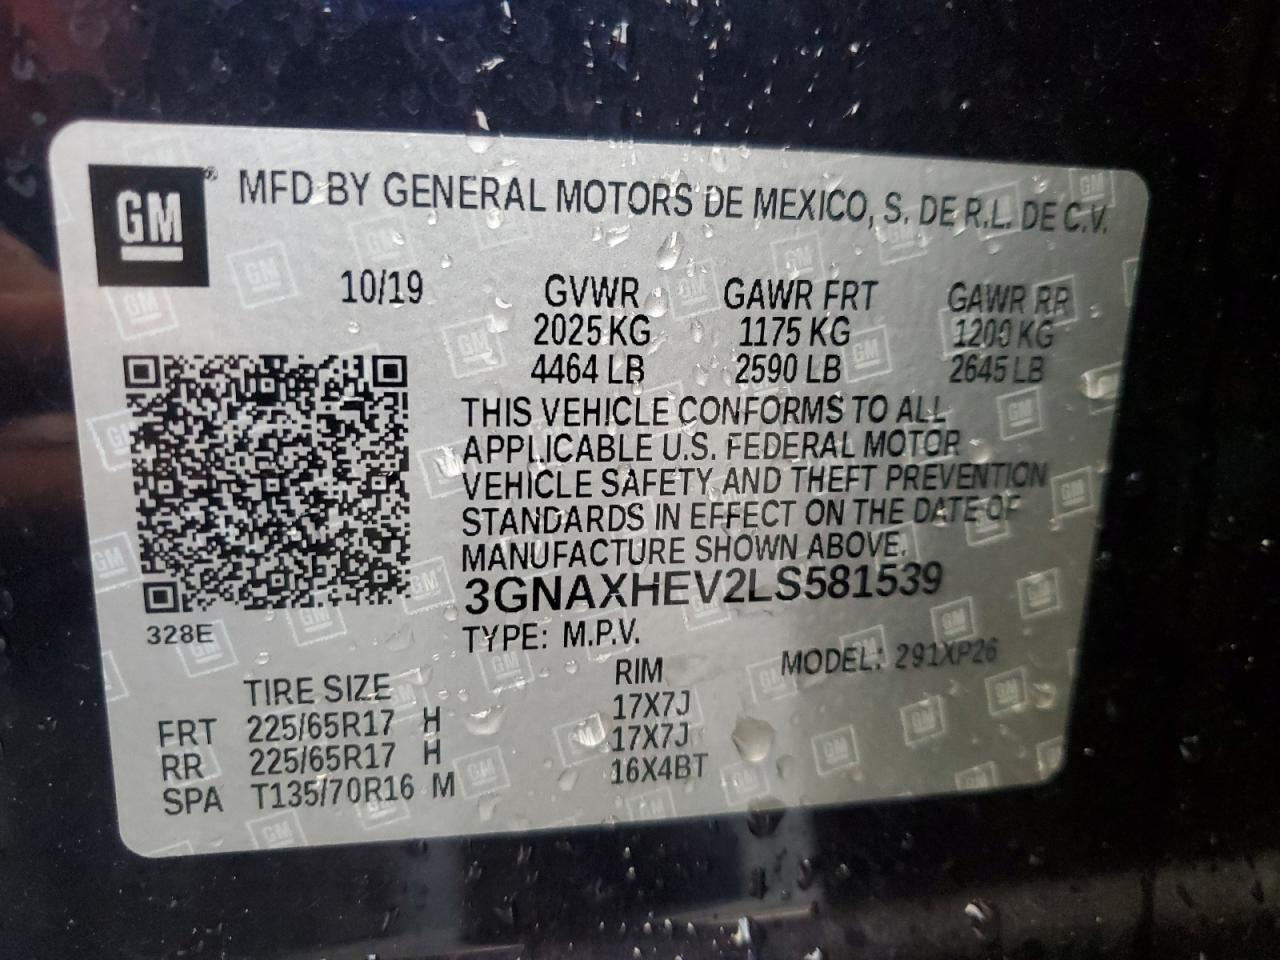 GM® MFD BY GENERAL MOTORS DE MEXICO, S. DE R.L. DE C.V.
10/19 GVWR GAWR FRT GAWR RR
2025 KG 1175 KG 1200 KG
4464 LB 2590 LB 2645 LB
THIS VEHICLE CONFORMS TO ALL
APPLICABLE U.S. FEDERAL MOTOR
VEHICLE SAFETY AND THEFT PREVENTION
STANDARDS IN EFFECT ON THE DATE OF
MANUFACTURE SHOWN ABOVE.
3GNAXHEV2LS581539
328E
TYPE: M.P.V. MODEL: 291XP26
TIRE SIZE RIM
FRT 225/65R17 H 17X7J
RR 225/65R17 H 17X7J
SPA T135/70R16 M 16X4BT